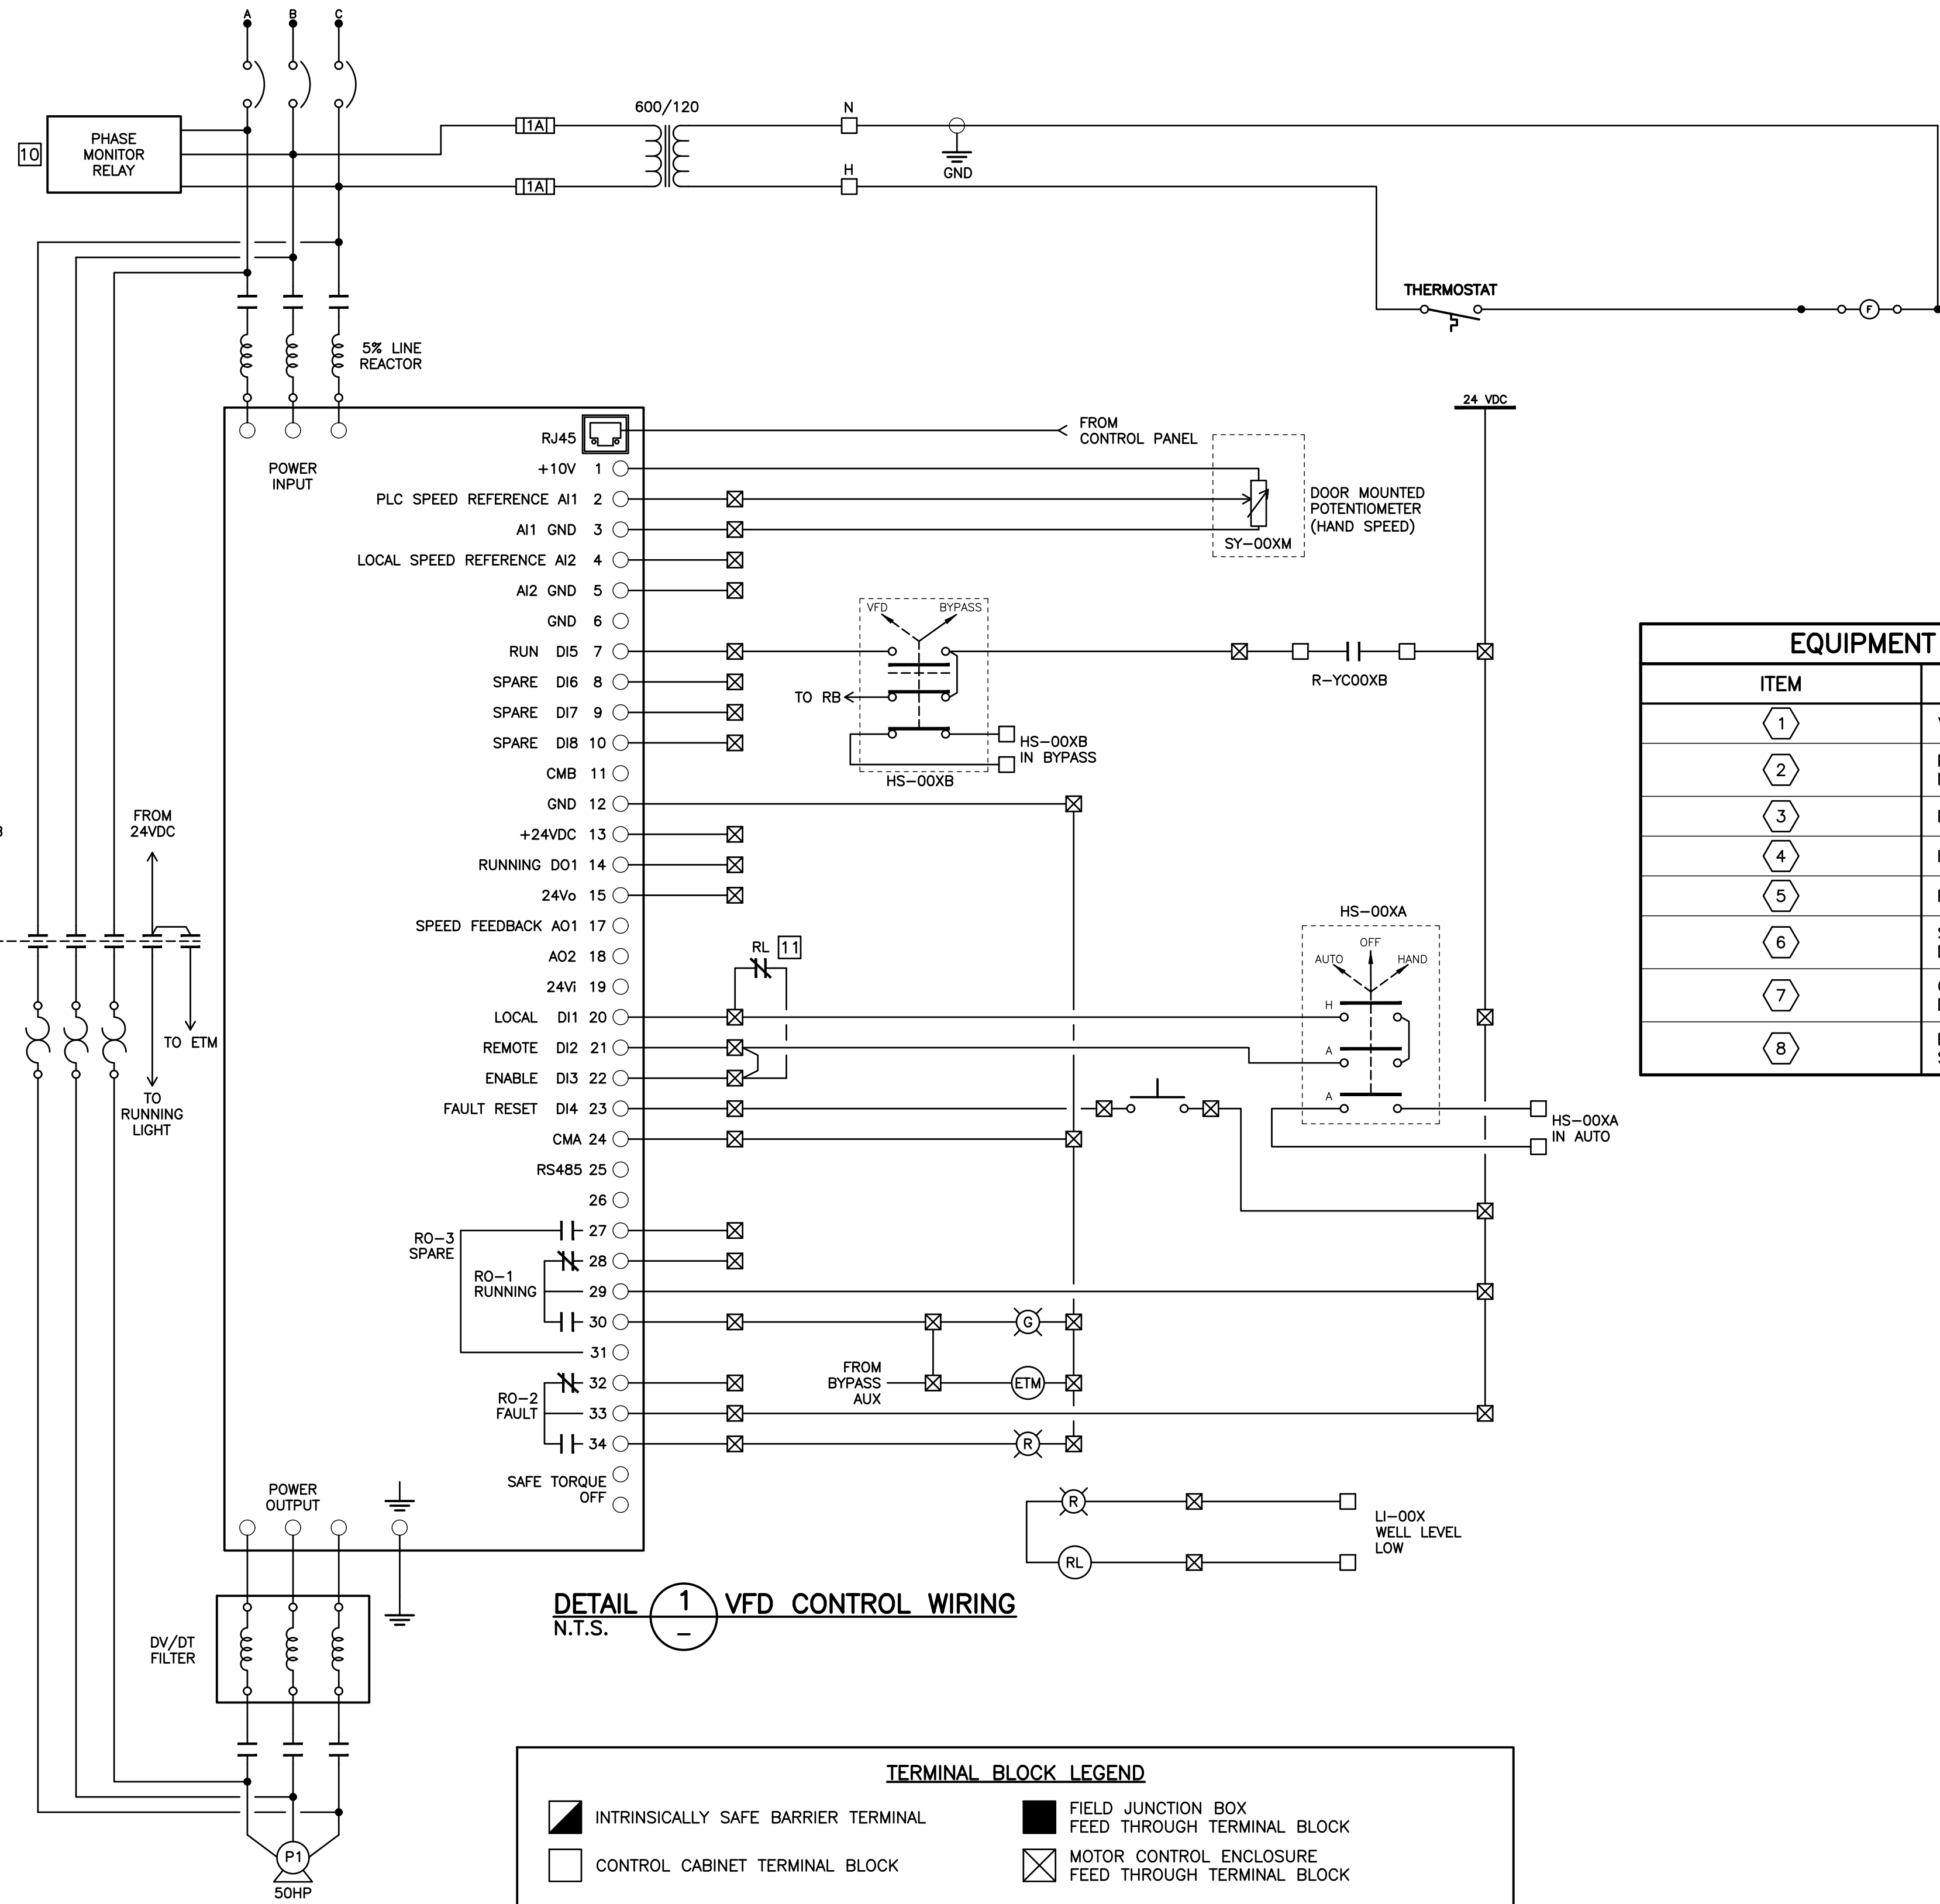 A B C
600/120
N
H
GND
1A
1A
10
PHASE
MONITOR
RELAY
THERMOSTAT
F
5% LINE
REACTOR
24 VDC
POWER
INPUT
RJ45
FROM
CONTROL PANEL
+10V 1
PLC SPEED REFERENCE AI1 2
AI1 GND 3
LOCAL SPEED REFERENCE AI2 4
AI2 GND 5
GND 6
RUN DI5 7
SPARE DI6 8
SPARE DI7 9
SPARE DI8 10
CMB 11
GND 12
+24VDC 13
RUNNING DO1 14
24Vo 15
SPEED FEEDBACK AO1 17
AO2 18
24Vi 19
LOCAL DI1 20
REMOTE DI2 21
ENABLE DI3 22
FAULT RESET DI4 23
CMA 24
RS485 25
26
27
28
29
30
31
32
33
34
RO-3
SPARE
RO-1
RUNNING
RO-2
FAULT
SAFE TORQUE
OFF
DOOR MOUNTED
POTENTIOMETER
(HAND SPEED)
SY-00XM
VFD BYPASS
TO RB
HS-00XB
IN BYPASS
HS-00XB
R-YC00XB
RL 11
HS-00XA
OFF
AUTO HAND
H
A
A
HS-00XA
IN AUTO
FROM
24VDC
TO ETM
TO
RUNNING
LIGHT
G
FROM
BYPASS
AUX
ETM
R
R
RL
LI-00X
WELL LEVEL
LOW
EQUIPMENT
ITEM
1
2
3
4
5
6
7
8
POWER
OUTPUT
DV/DT
FILTER
P1
50HP
DETAIL 1 VFD CONTROL WIRING
N.T.S. –
TERMINAL BLOCK LEGEND
INTRINSICALLY SAFE BARRIER TERMINAL
FIELD JUNCTION BOX
FEED THROUGH TERMINAL BLOCK
CONTROL CABINET TERMINAL BLOCK
MOTOR CONTROL ENCLOSURE
FEED THROUGH TERMINAL BLOCK